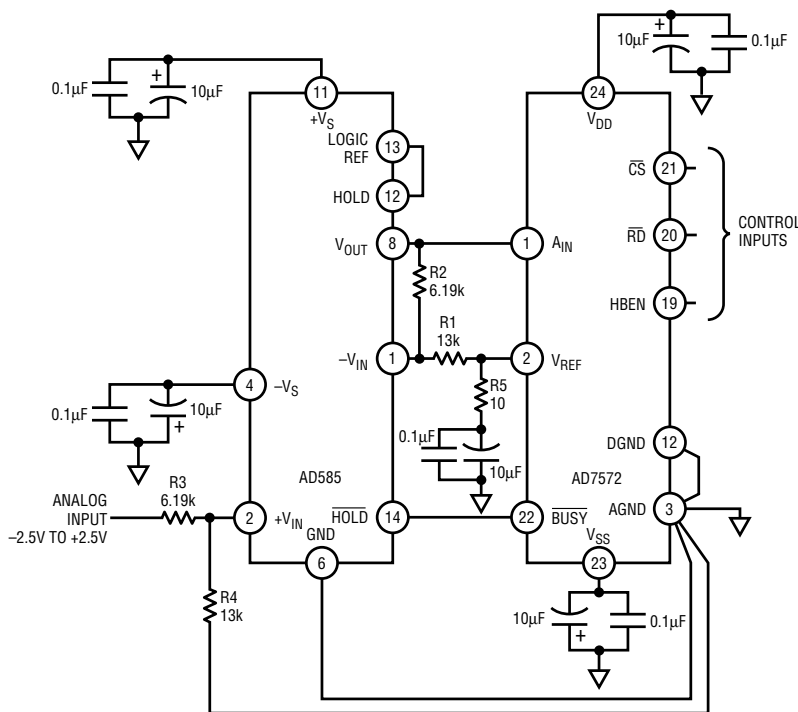 10µF
+
0.1µF
0.1µF
+
10µF
11
+VS
24
VDD
LOGIC
REF
13
HOLD
12
CS
21
RD
20
HBEN
19
CONTROL
INPUTS
VOUT
8
1
AIN
R2
6.19k
R1
13k
–VIN
1
2
VREF
R5
10
4
–VS
0.1µF
10µF
+
0.1µF
10µF
DGND
12
R3
6.19k
AD585
AD7572
ANALOG
INPUT
–2.5V TO +2.5V
2
+VIN
HOLD
14
22
BUSY
AGND
3
GND
6
VSS
23
R4
13k
10µF
+
0.1µF